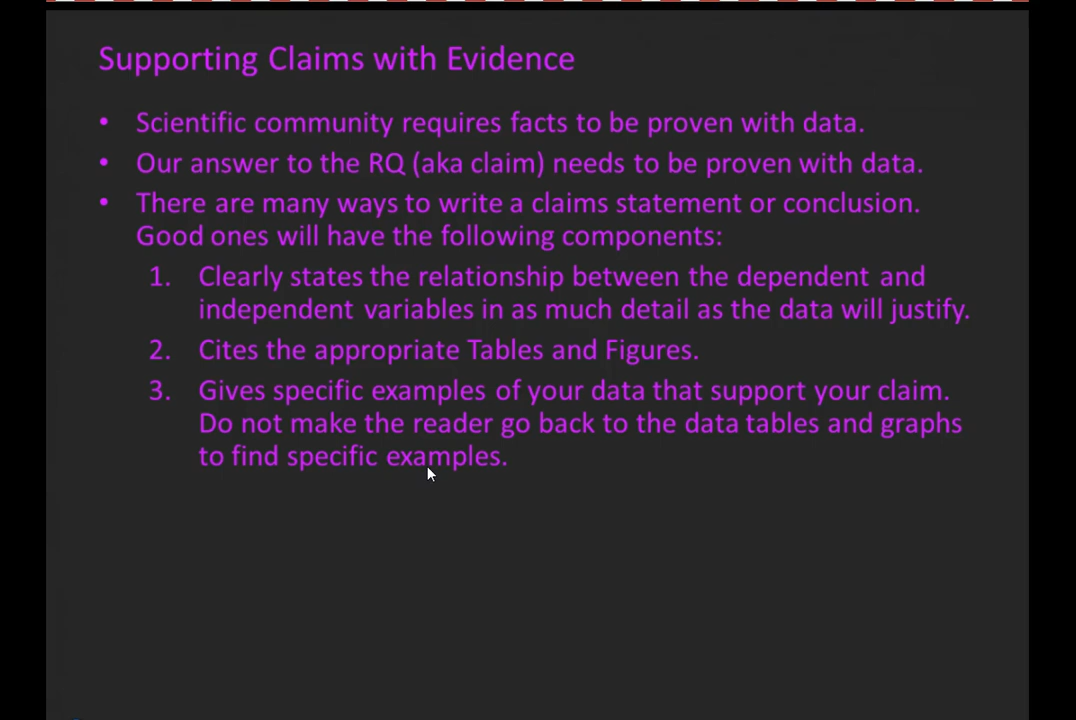 Supporting Claims with Evidence
• Scientific community requires facts to be proven with data.
• Our answer to the RQ (aka claim) needs to be proven with data.
• There are many ways to write a claims statement or conclusion.
Good ones will have the following components:
1. Clearly states the relationship between the dependent and
independent variables in as much detail as the data will justify.
2. Cites the appropriate Tables and Figures.
3. Gives specific examples of your data that support your claim.
Do not make the reader go back to the data tables and graphs
to find specific examples.